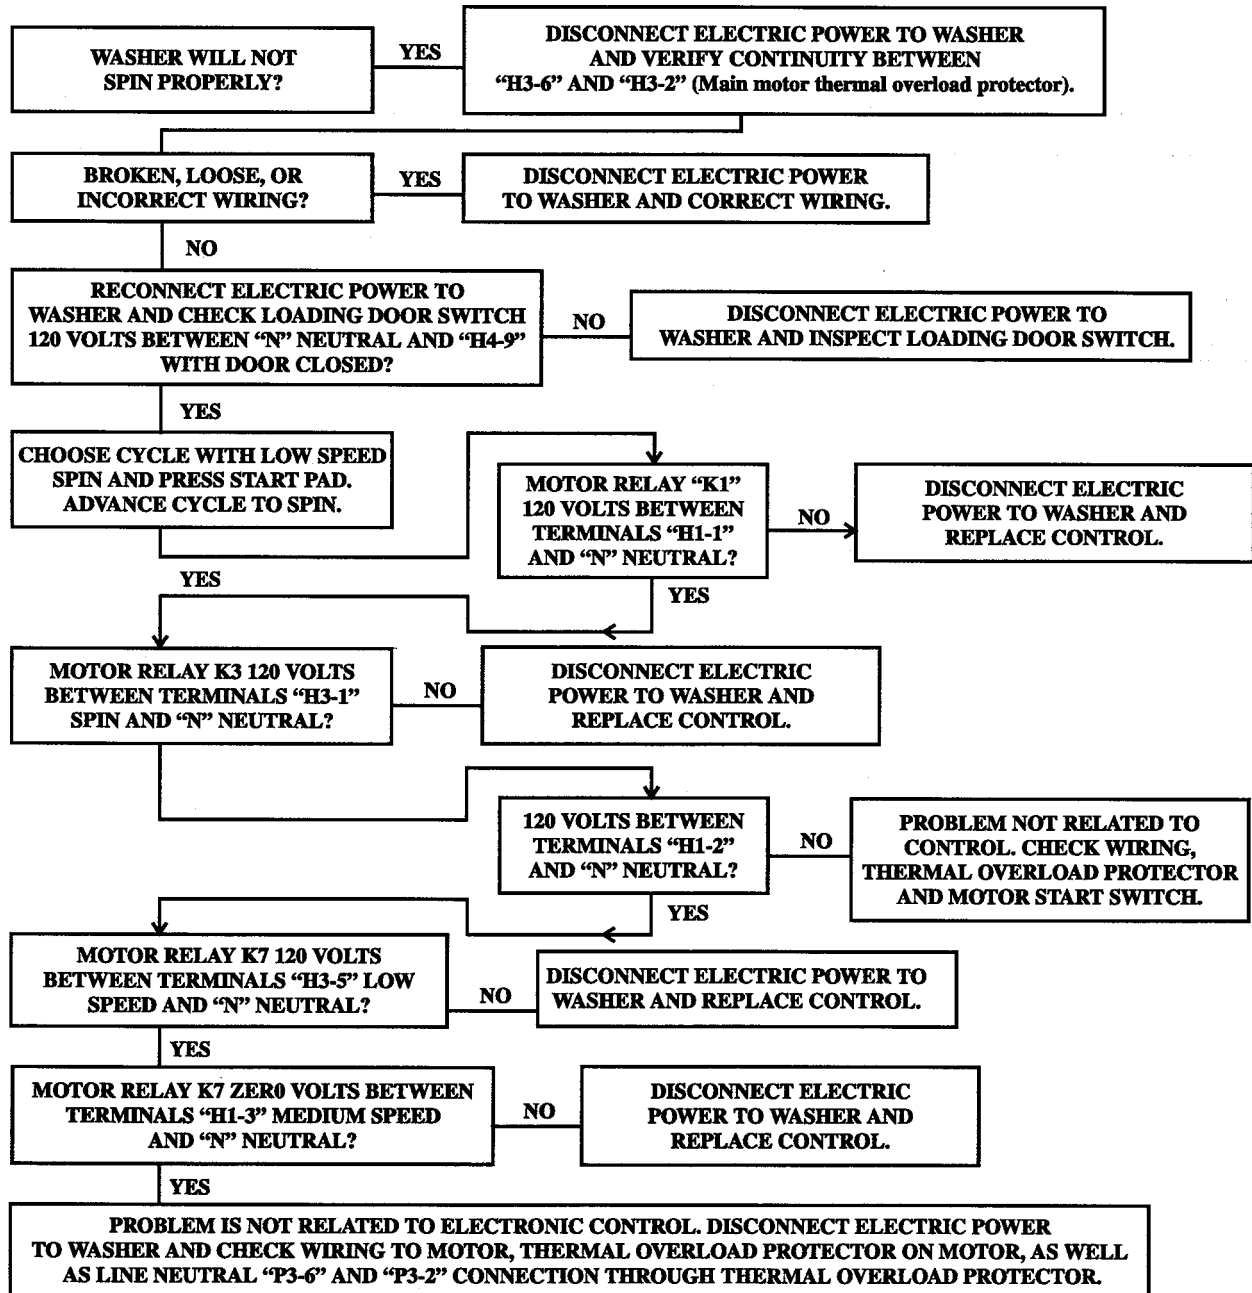 WASHER WILL NOT
SPIN PROPERLY?
YES
DISCONNECT ELECTRIC POWER TO WASHER
AND VERIFY CONTINUITY BETWEEN
“H3-6” AND “H3-2” (Main motor thermal overload protector).
BROKEN, LOOSE, OR
INCORRECT WIRING?
YES
DISCONNECT ELECTRIC POWER
TO WASHER AND CORRECT WIRING.
NO
RECONNECT ELECTRIC POWER TO
WASHER AND CHECK LOADING DOOR SWITCH
120 VOLTS BETWEEN “N” NEUTRAL AND “H4-9”
WITH DOOR CLOSED?
NO
DISCONNECT ELECTRIC POWER TO
WASHER AND INSPECT LOADING DOOR SWITCH.
YES
CHOOSE CYCLE WITH LOW SPEED
SPIN AND PRESS START PAD.
ADVANCE CYCLE TO SPIN.
MOTOR RELAY “K1”
120 VOLTS BETWEEN
TERMINALS “H1-1”
AND “N” NEUTRAL?
NO
DISCONNECT ELECTRIC
POWER TO WASHER AND
REPLACE CONTROL.
YES
YES
MOTOR RELAY K3 120 VOLTS
BETWEEN TERMINALS “H3-1”
SPIN AND “N” NEUTRAL?
NO
DISCONNECT ELECTRIC
POWER TO WASHER AND
REPLACE CONTROL.
120 VOLTS BETWEEN
TERMINALS “H1-2”
AND “N” NEUTRAL?
NO
PROBLEM NOT RELATED TO
CONTROL. CHECK WIRING,
THERMAL OVERLOAD PROTECTOR
AND MOTOR START SWITCH.
YES
MOTOR RELAY K7 120 VOLTS
BETWEEN TERMINALS “H3-5” LOW
SPEED AND “N” NEUTRAL?
NO
DISCONNECT ELECTRIC POWER TO
WASHER AND REPLACE CONTROL.
YES
MOTOR RELAY K7 ZER0 VOLTS BETWEEN
TERMINALS “H1-3” MEDIUM SPEED
AND “N” NEUTRAL?
NO
DISCONNECT ELECTRIC
POWER TO WASHER AND
REPLACE CONTROL.
YES
PROBLEM IS NOT RELATED TO ELECTRONIC CONTROL. DISCONNECT ELECTRIC POWER
TO WASHER AND CHECK WIRING TO MOTOR, THERMAL OVERLOAD PROTECTOR ON MOTOR, AS WELL
AS LINE NEUTRAL “P3-6” AND “P3-2” CONNECTION THROUGH THERMAL OVERLOAD PROTECTOR.